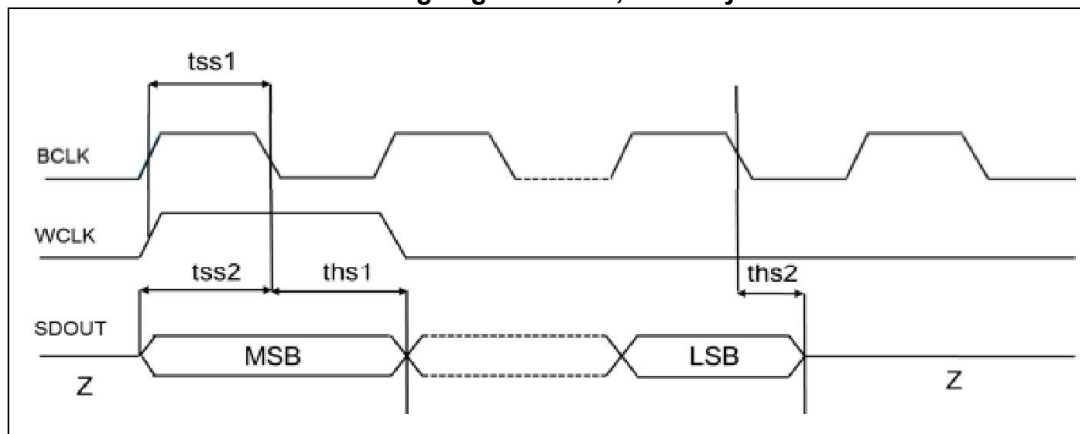 tss1
BCLK
WCLK
tss2
ths1
ths2
SDOUT
MSB
LSB
Z
Z